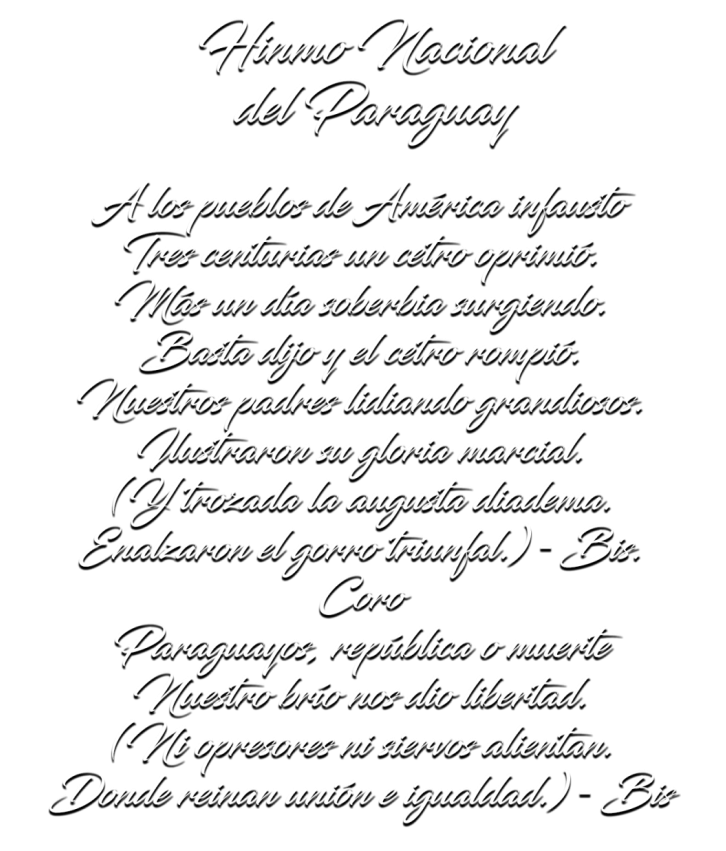 Hinmo Nacional
del Paraguay
A los pueblos de América infausto
Tres centurias un cetro oprimió.
Más un día soberbia surgiendo.
Basta dijo y el cetro rompió.
Nuestros padres lidiando grandiosos.
Ilustraron su gloria marcial.
(Y trozada la augusta diadema.
Enalzaron el gorro triunfal.) - Bis.
Coro
Paraguayos, república o muerte
Nuestro brío nos dio libertad.
(Ni opresores ni siervos alientan.
Donde reinan unión e igualdad.) - Bis